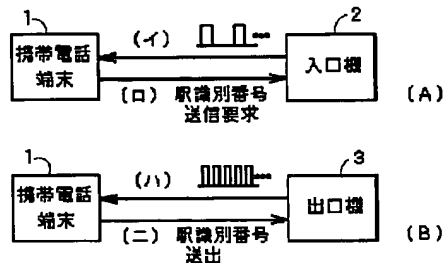 1
2
携帯電話
端末
(イ)
(ロ)
駅識別番号
送信要求
入口機
(A)
1
3
携帯電話
端末
(ハ)
(ニ)
駅識別番号
送出
出口機
(B)